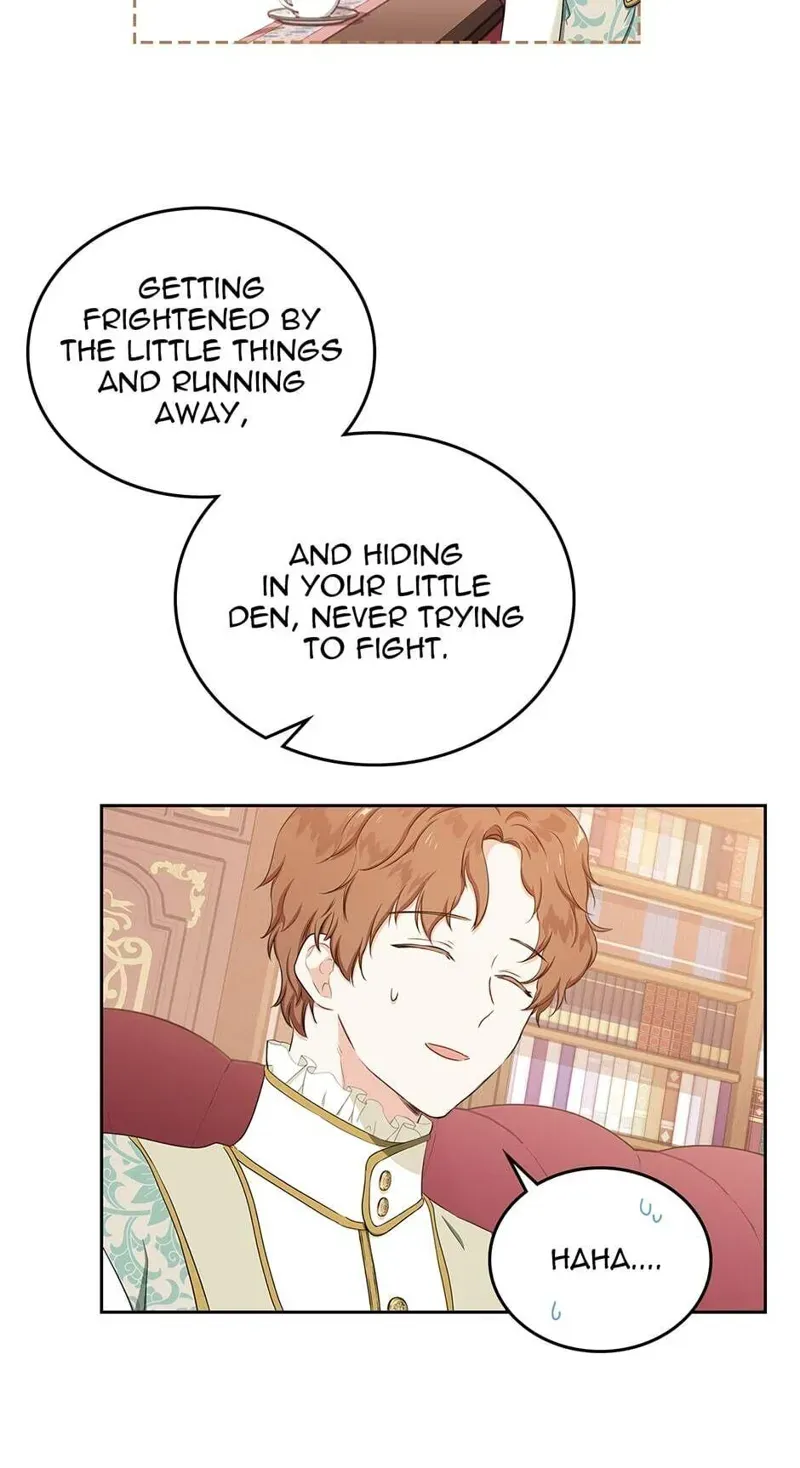 GETTING
FRIGHTENED BY
THE LITTLE THINGS
AND RUNNING
AWAY,
AND HIDING
IN YOUR LITTLE
DEN, NEVER TRYING
TO FIGHT.
HAHA....